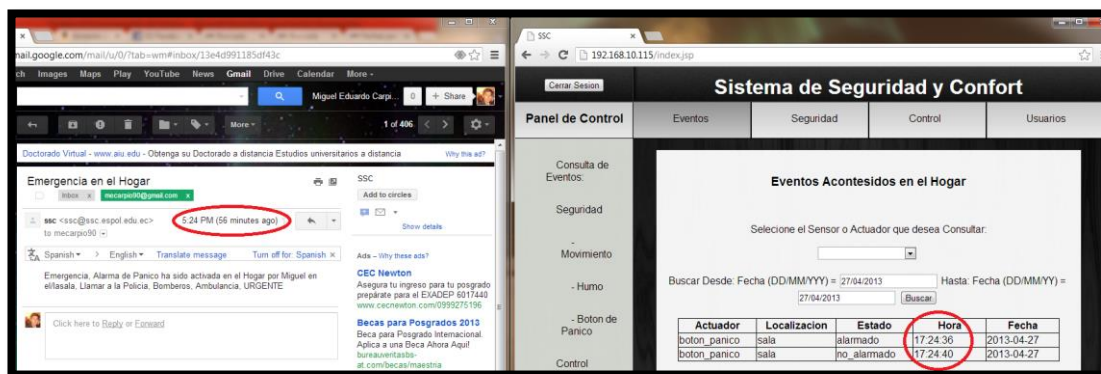 mail.google.com/mail/u/0/?tab=wm#inbox/13e4d991185df43c
ch Images Maps Play YouTube News Gmail Drive Calendar More -
Miguel Eduardo Carpi... 0 + Share
More 1 of 406
Doctorado Virtual - www.aiu.edu - Obtenga su Doctorado a distancia Estudios universitarios a distancia Why this ad?
Emergencia en el Hogar
Inbox x mecarpio90@gmail.com x
ssc <ssc@ssc.espol.edu.ec> 5:24 PM (56 minutes ago)
to mecarpio90
Spanish > English Translate message Turn off for: Spanish x
Emergencia, Alarma de Panico ha sido activada en el Hogar por Miguel en
el/lasala, Llamar a la Policia, Bomberos, Ambulancia, URGENTE
Click here to Reply or Forward
SSC
Add to circles
Show details
Ads – Why these ads?
CEC Newton
Asegura tu ingreso para tu posgrado
prepárate para el EXADEP 6017440
www.cecnewton.com/0999275196
Becas para Posgrados 2013
Beca para Posgrado Internacional.
Aplica a una Beca Ahora Aqui!
bureauveritasbs-
at.com/becas/maestria
SSC x
192.168.10.115/index.jsp
Cerrar Sesion
Sistema de Seguridad y Confort
Panel de Control Eventos Seguridad Control Usuarios
Consulta de
Eventos:
Seguridad
-
Movimiento
- Humo
- Boton de
Panico
Control
Eventos Acontesidos en el Hogar
Selecione el Sensor o Actuador que desea Consultar:
Buscar Desde: Fecha (DD/MM/YYY) = 27/04/2013 Hasta: Fecha (DD/MM/YY) =
27/04/2013 Buscar
Actuador Localizacion Estado Hora Fecha
boton_panico sala alarmado 17:24:36 2013-04-27
boton_panico sala no_alarmado 17:24:40 2013-04-27